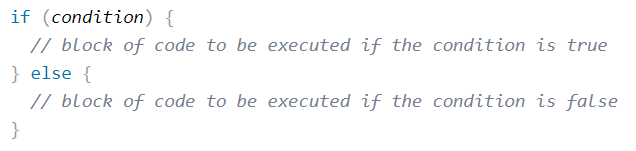 if (condition) {
  // block of code to be executed if the condition is true
} else {
  // block of code to be executed if the condition is false
}